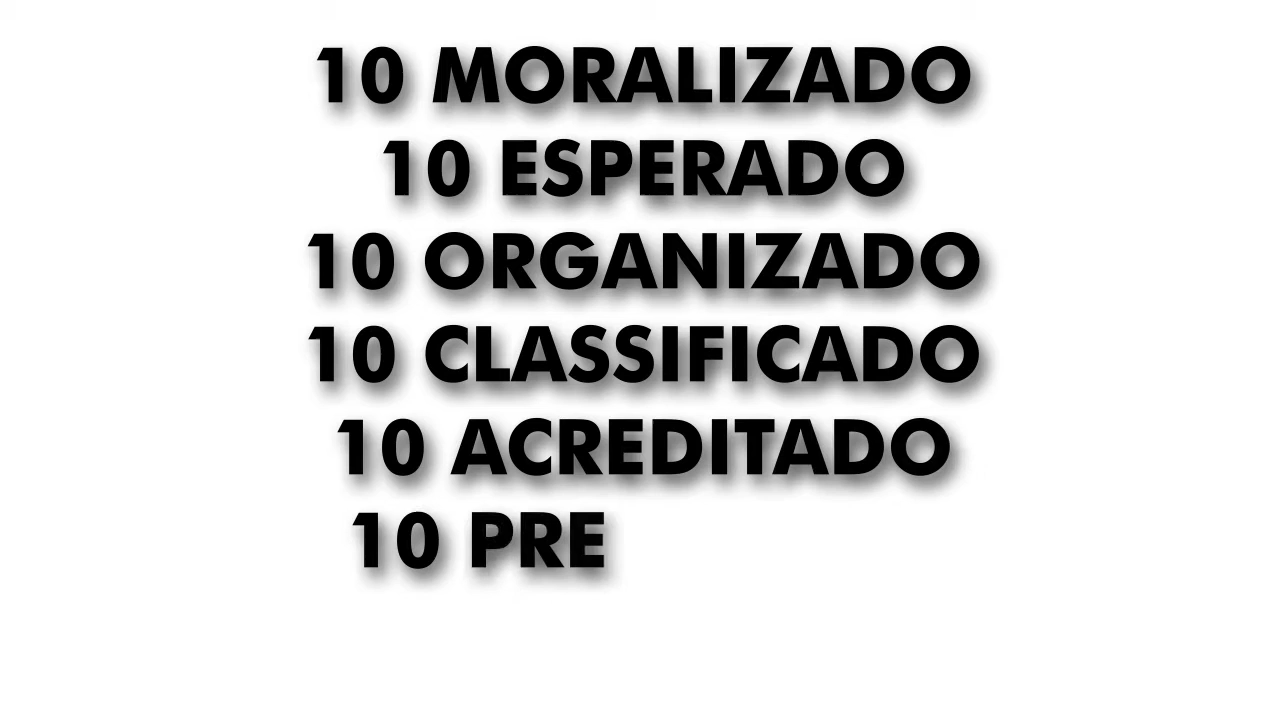 10 MORALIZADO
10 ESPERADO
10 ORGANIZADO
10 CLASSIFICADO
10 ACREDITADO
10 PRE